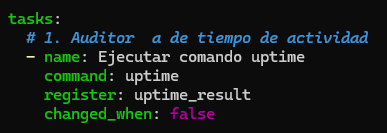 tasks:
  # 1. Auditor  a de tiempo de actividad
  - name: Ejecutar comando uptime
    command: uptime
    register: uptime_result
    changed_when: false